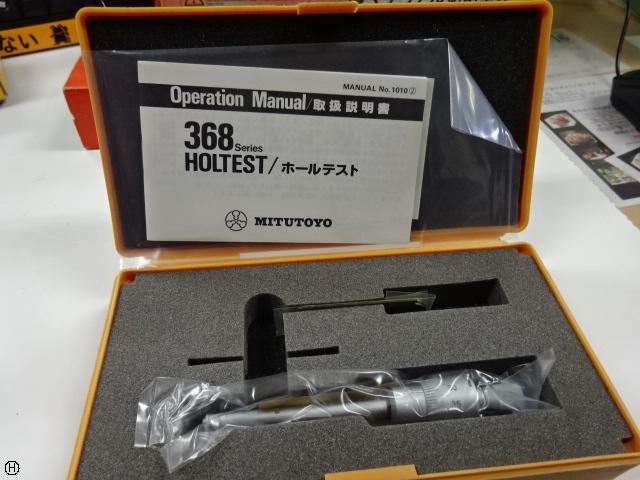 ない
MANUAL No.1010②
Operation Manual/取扱説明書
368 Series
HOLTEST/ホールテスト
MITUTOYO
H